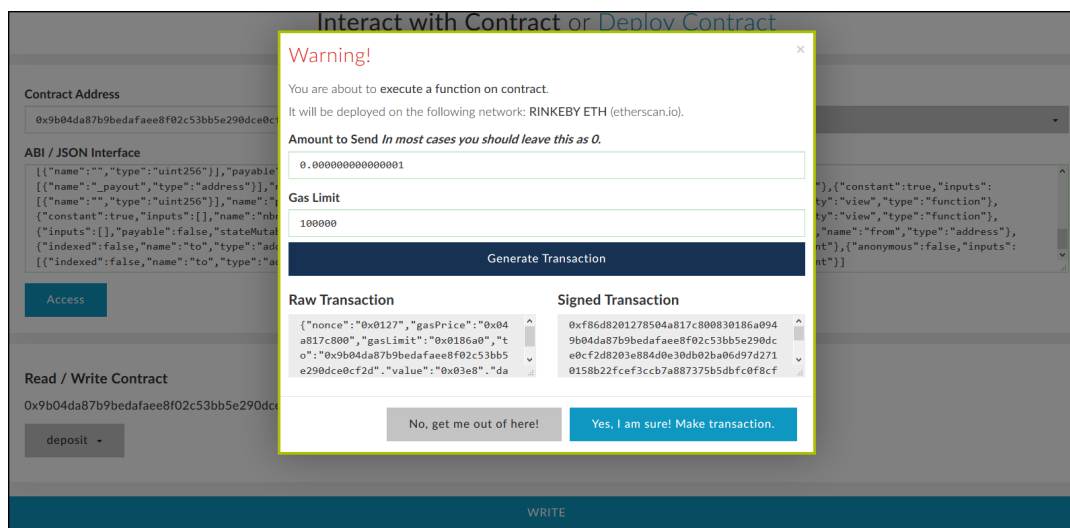 Interact with Contract or Deploy Contract
Warning!
×
You are about to execute a function on contract.
It will be deployed on the following network: RINKEBY ETH (etherscan.io).
Amount to Send In most cases you should leave this as 0.
0.000000000000001
Gas Limit
100000
Generate Transaction
Raw Transaction
{"nonce":"0x0127","gasPrice":"0x04
a817c800","gasLimit":"0x0186a0","t
o":"0x9b04da87b9bedafaee8f02c53bb5
e290dce0cf2d","value":"0x03e8","da
Signed Transaction
0xf86d8201278504a817c800830186a094
9b04da87b9bedafaee8f02c53bb5e290dc
e0cf2d8203e884d0e30db02ba06d97d271
0158b22fcef3ccb7a887375b5dbfc0f8cf
No, get me out of here!
Yes, I am sure! Make transaction.
Contract Address
0x9b04da87b9bedafaee8f02c53bb5e290dce0cf
ABI / JSON Interface
[{"name":"","type":"uint256"}],"payable"
[{"name":"_payout","type":"address"}],"
"},{"constant":true,"inputs":
[{"name":"","type":"uint256"}],"name":"
ty":"view","type":"function"},
{"constant":true,"inputs":[],"name":"nb
ty":"view","type":"function"},
{"inputs":[],"payable":false,"stateMutab
,"name":"from","type":"address"},
{"indexed":false,"name":"to","type":"add
nt"},{"anonymous":false,"inputs":
[{"indexed":false,"name":"to","type":"ad
nt"}]
Access
Read / Write Contract
0x9b04da87b9bedafaee8f02c53bb5e290dce
deposit
WRITE